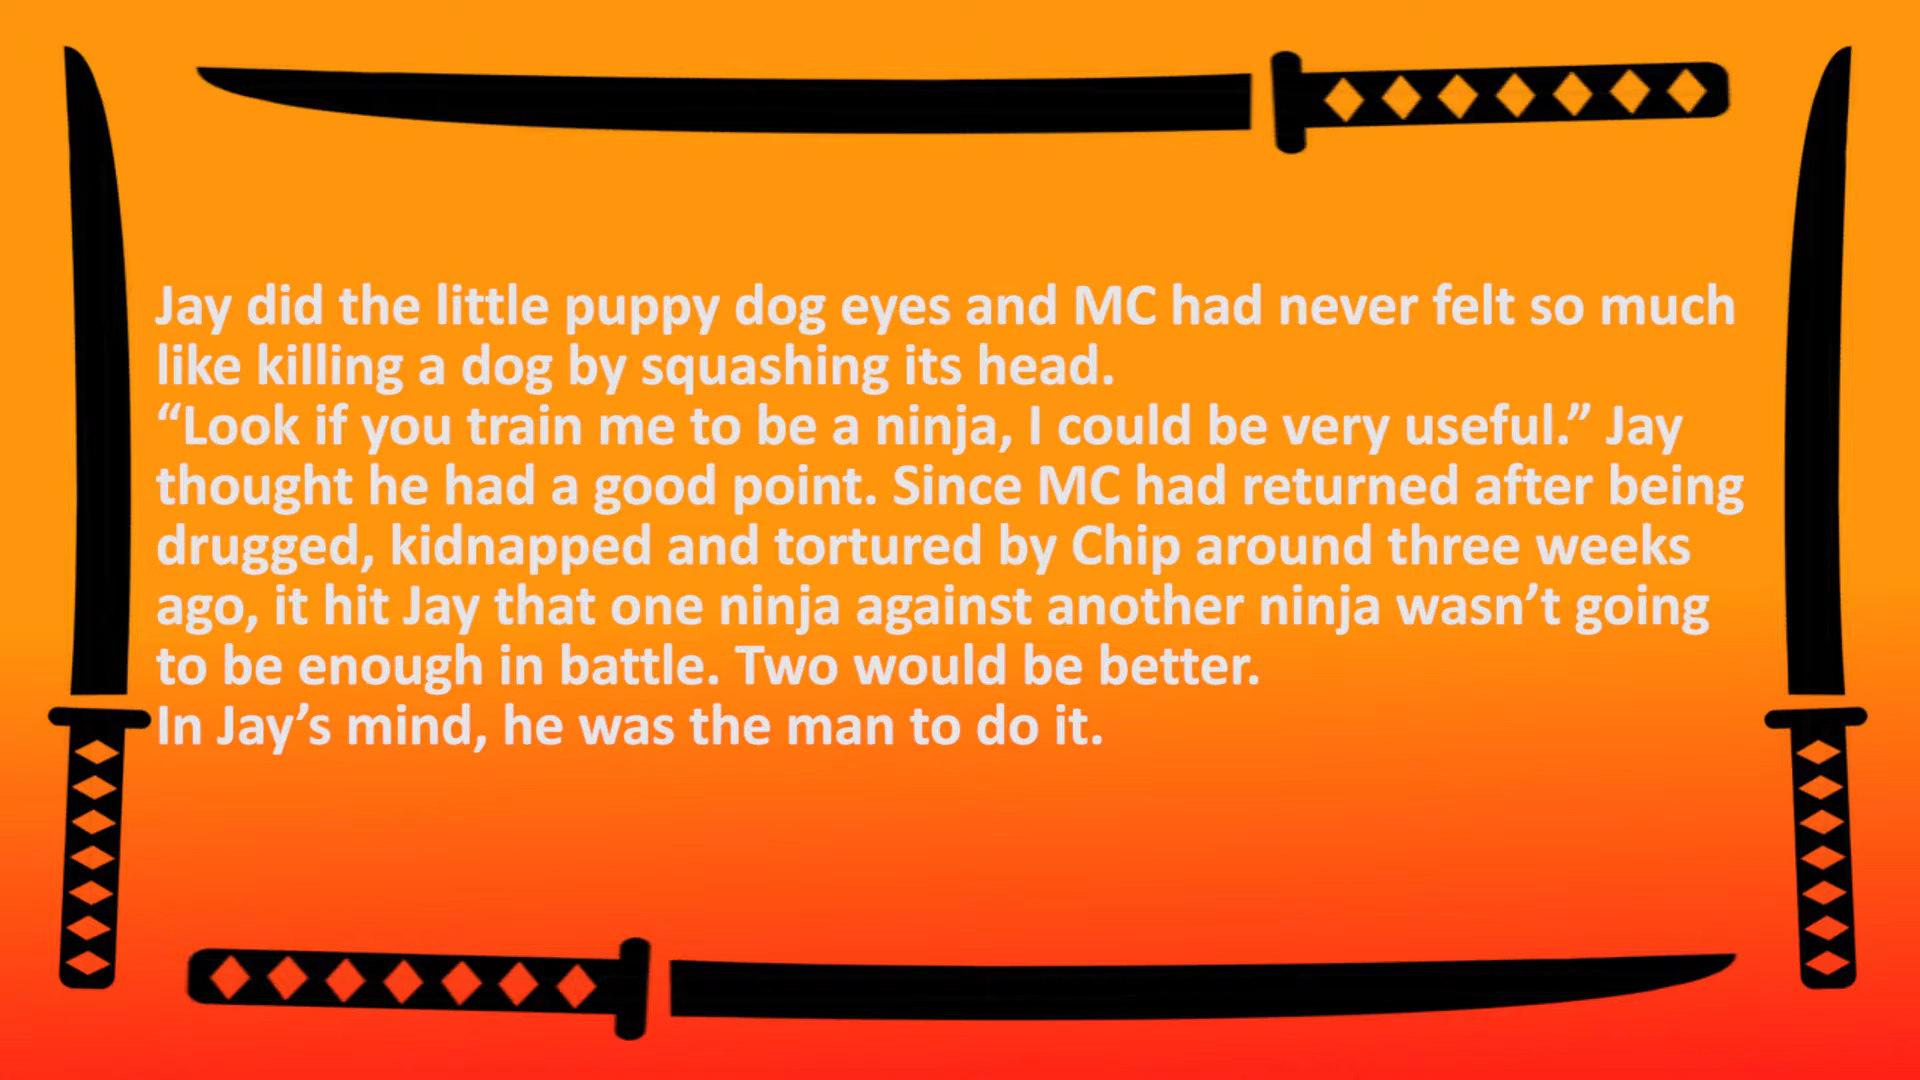 Jay did the little puppy dog eyes and MC had never felt so much
like killing a dog by squashing its head.
“Look if you train me to be a ninja, I could be very useful.” Jay
thought he had a good point. Since MC had returned after being
drugged, kidnapped and tortured by Chip around three weeks
ago, it hit Jay that one ninja against another ninja wasn’t going
to be enough in battle. Two would be better.
In Jay’s mind, he was the man to do it.